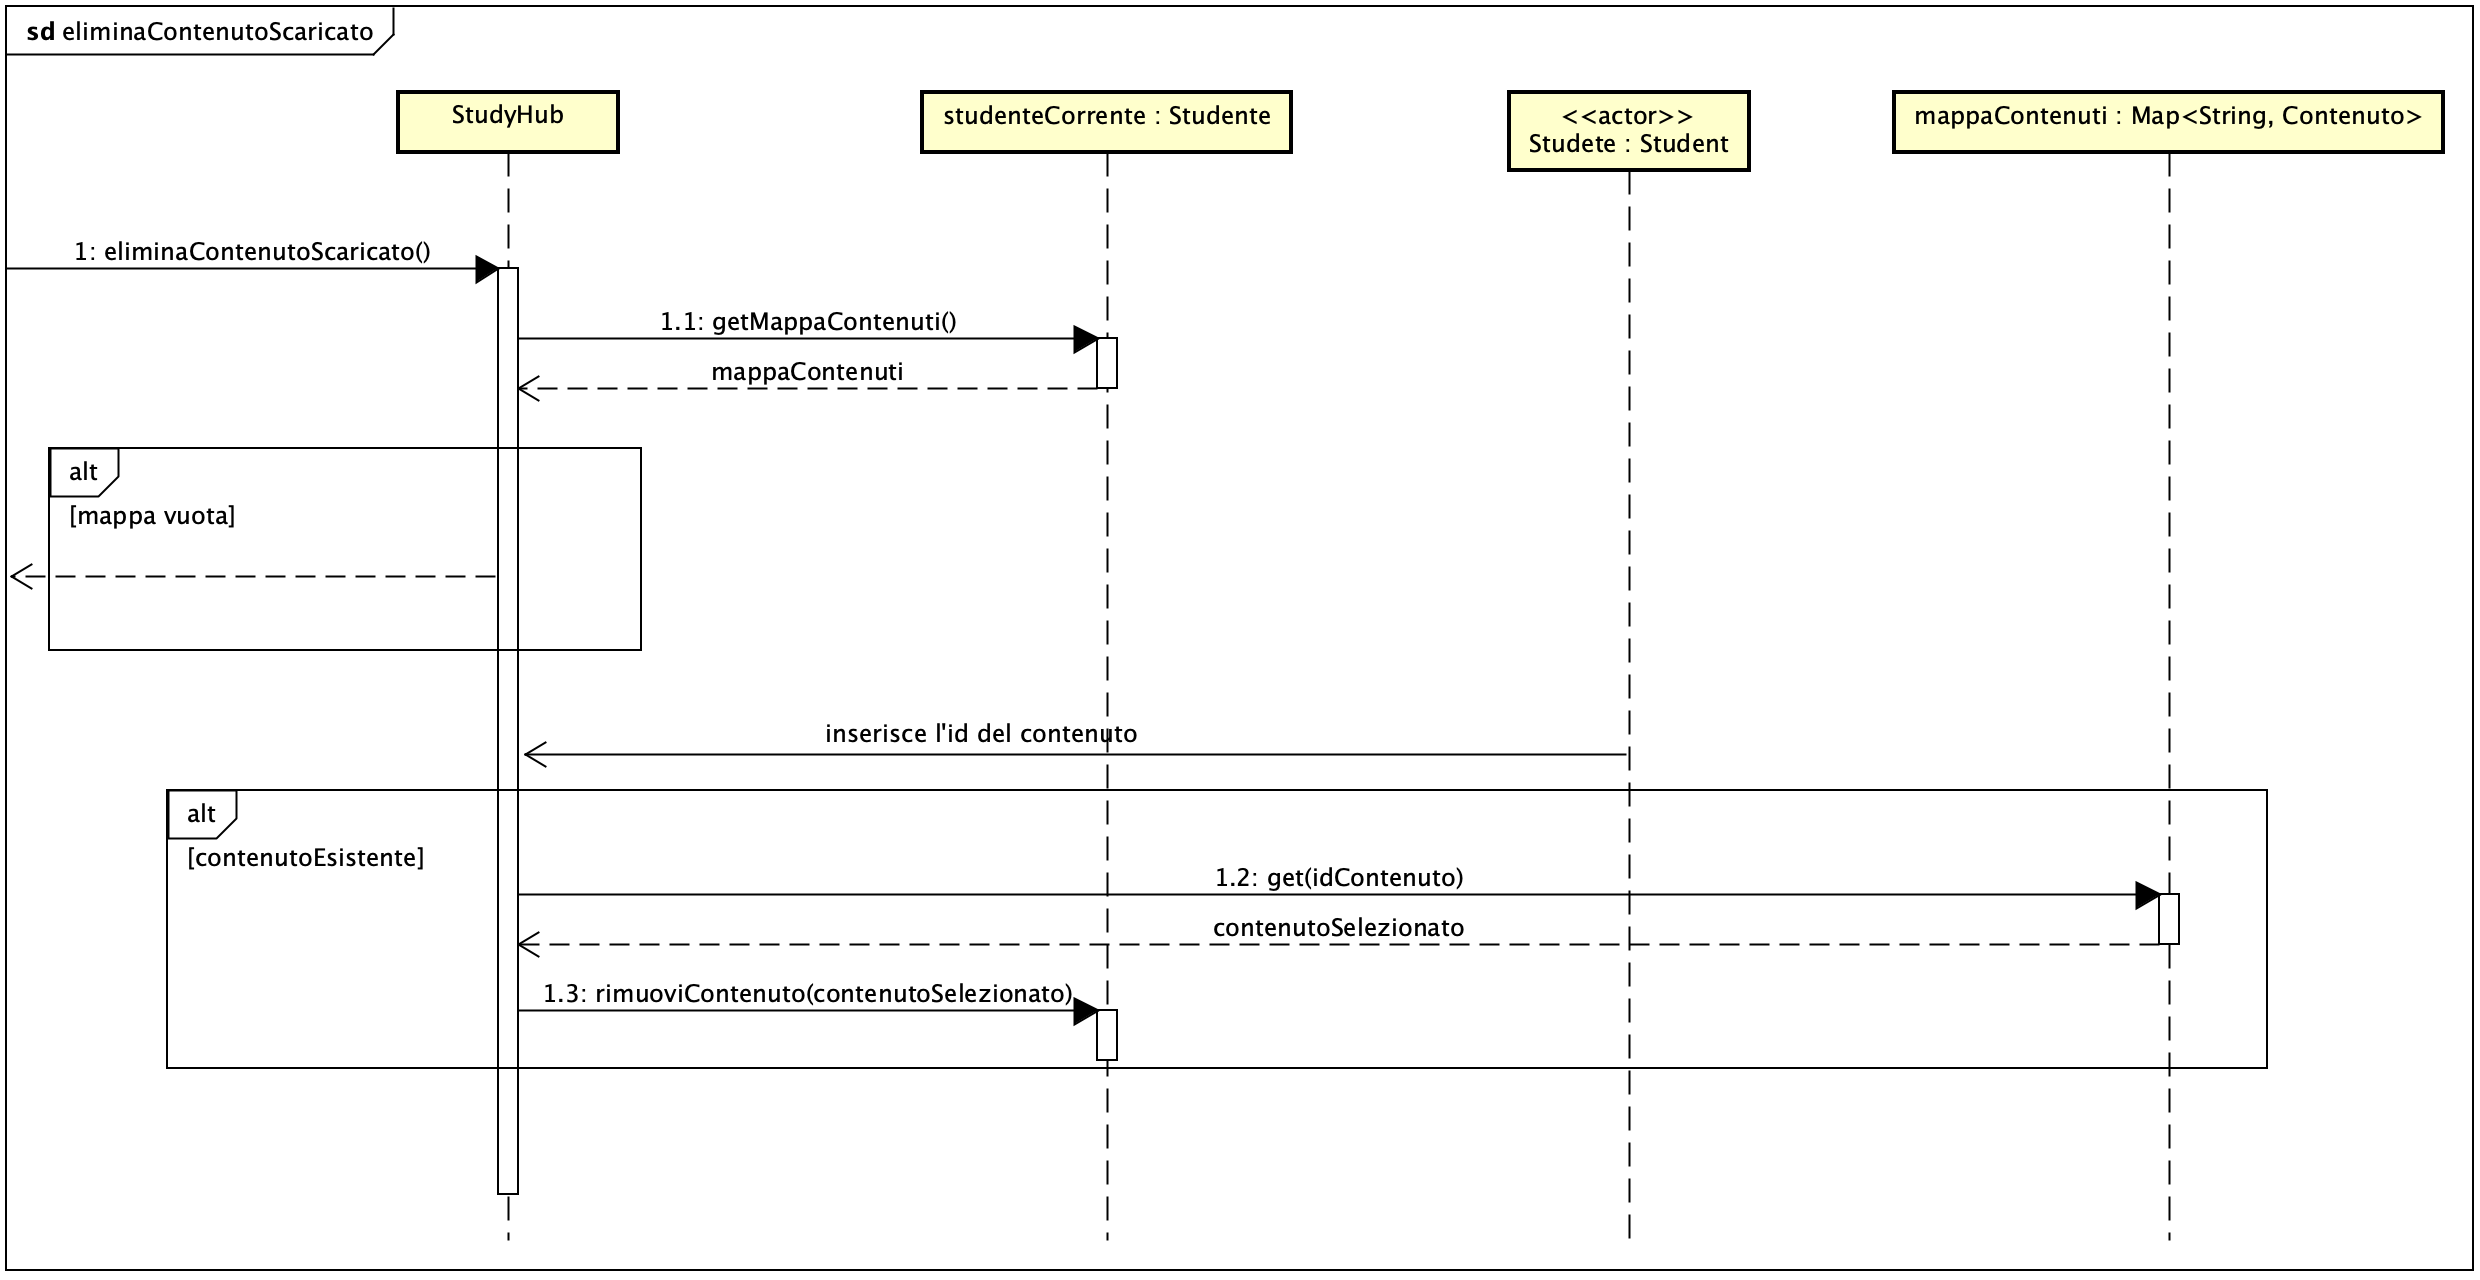 sd eliminaContenutoScaricato
StudyHub
studenteCorrente : Studente
<<actor>>
Studete : Student
mappaContenuti : Map<String, Contenuto>
1: eliminaContenutoScaricato()
1.1: getMappaContenuti()
mappaContenuti
alt
[mappa vuota]
inserisce l'id del contenuto
alt
[contenutoEsistente]
1.2: get(idContenuto)
contenutoSelezionato
1.3: rimuoviContenuto(contenutoSelezionato)